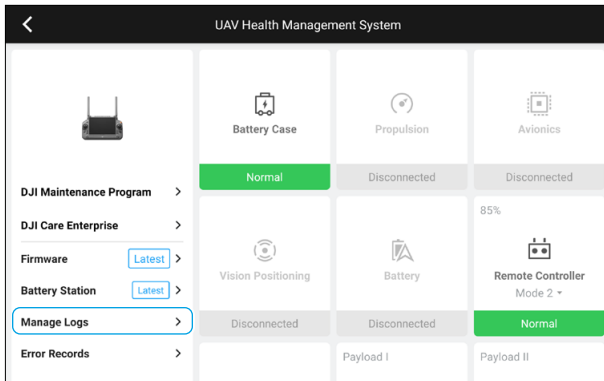 UAV Health Management System
DJI Maintenance Program
DJI Care Enterprise
Firmware Latest
Battery Station Latest
Manage Logs
Error Records
Battery Case
Normal
Propulsion
Disconnected
Avionics
Disconnected
Vision Positioning
Disconnected
Battery
Disconnected
85%
Remote Controller
Mode 2
Normal
Payload I
Payload II